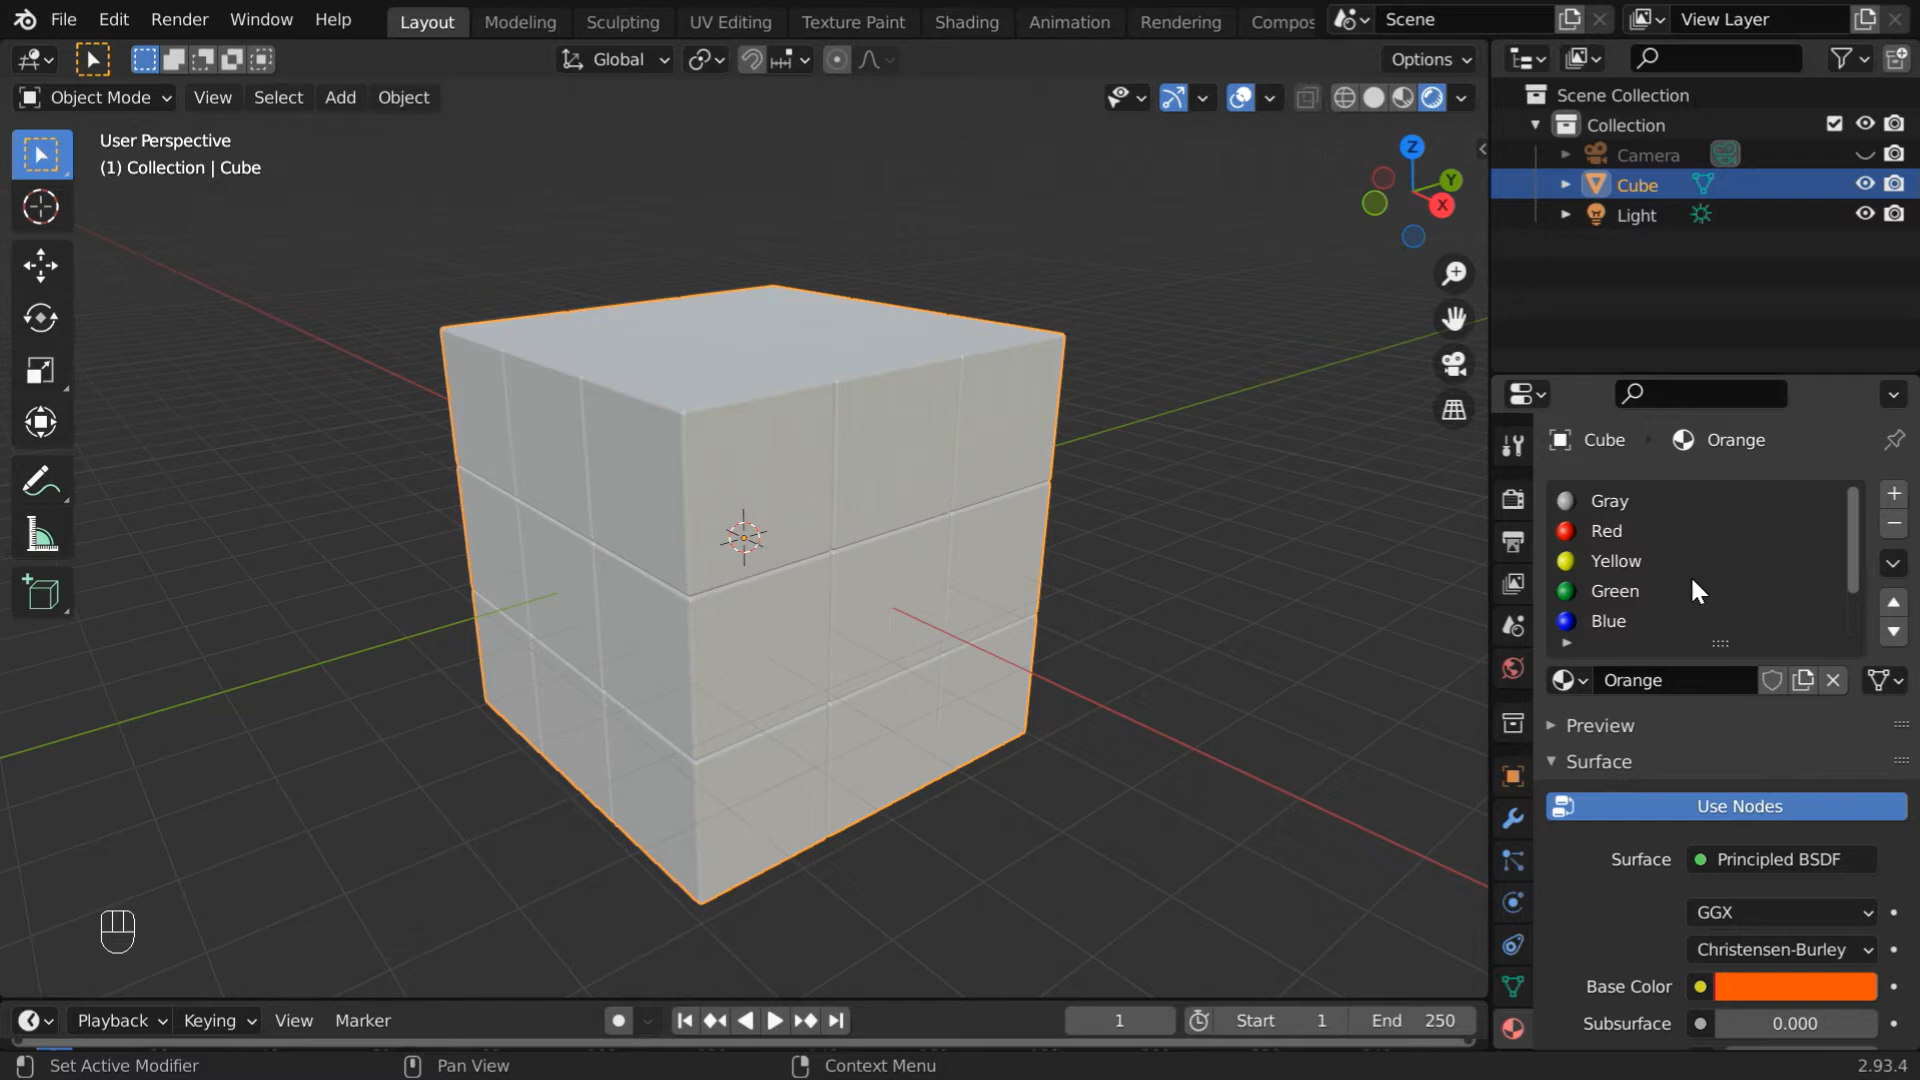 File Edit Render Window Help Layout Modeling Sculpting UV Editing Texture Paint Shading Animation Rendering Compos Scene View Layer
Global Options
Object Mode View Select Add Object
User Perspective
(1) Collection | Cube
Z
Y
X
Scene Collection
Collection
Camera
Cube
Light
Cube Orange
Gray
Red
Yellow
Green
Blue
Orange
Preview
Surface
Use Nodes
Surface Principled BSDF
GGX
Christensen-Burley
Base Color
Subsurface 0.000
Playback Keying View Marker 1 Start 1 End 250
Set Active Modifier Pan View Context Menu 2.93.4